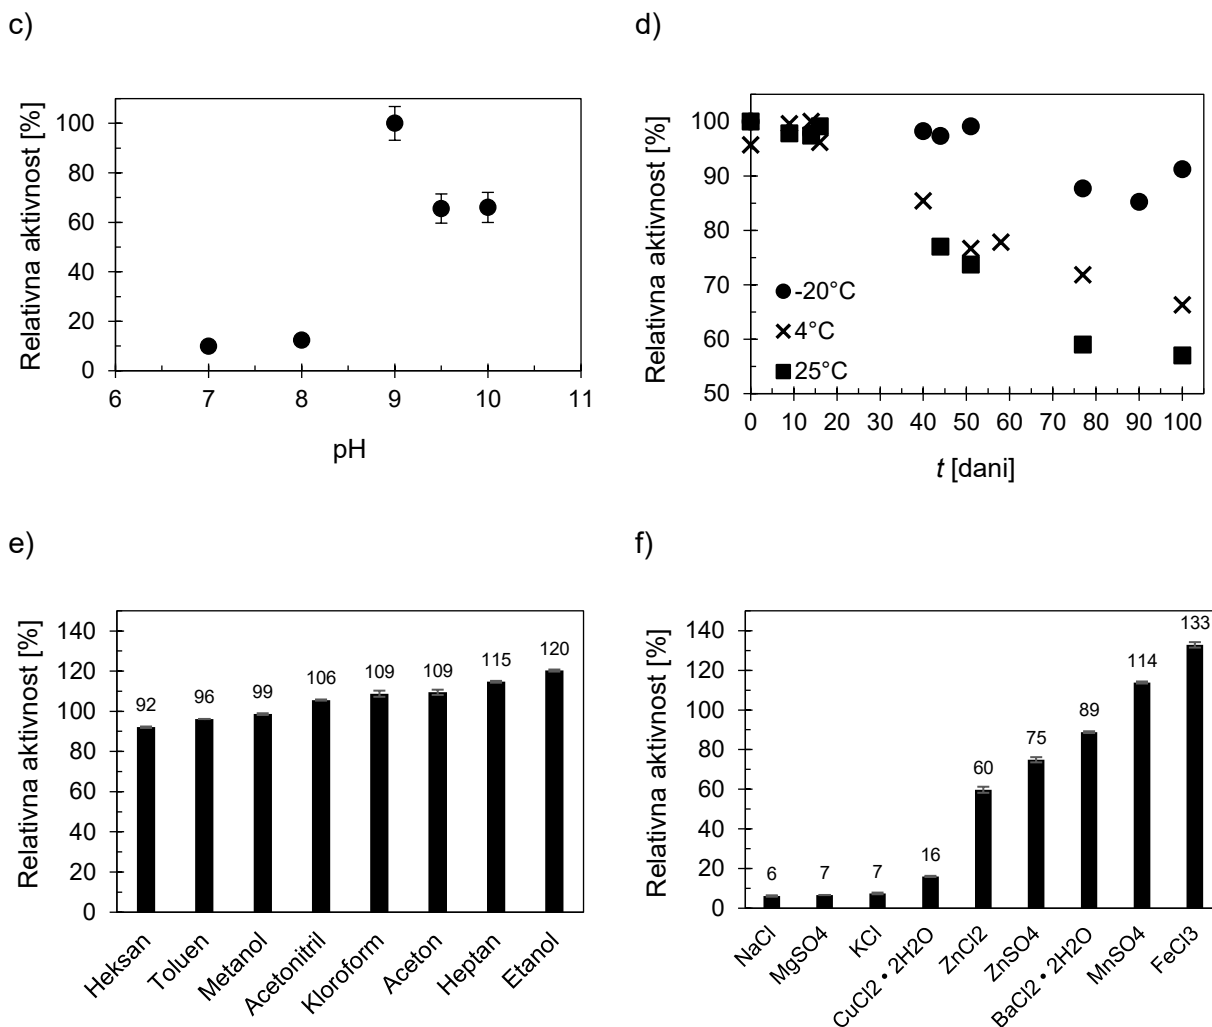 c)
Relativna aktivnost [%]
100
80
60
40
20
0
6 7 8 9 10 11
pH
d)
Relativna aktivnost [%]
100
90
80
70
60
50
-20°C
4°C
25°C
0 10 20 30 40 50 60 70 80 90 100
t [dani]
e)
Relativna aktivnost [%]
140
120
100
80
60
40
20
0
92 96 99 106 109 109 115 120
Heksan
Toluen
Metanol
Acetonitril
Kloroform
Aceton
Heptan
Etanol
f)
Relativna aktivnost [%]
140
120
100
80
60
40
20
0
6 7 7 16 60 75 89 114 133
NaCl
MgSO4
KCl
CuCl2 • 2H2O
ZnCl2
ZnSO4
BaCl2 • 2H2O
MnSO4
FeCl3